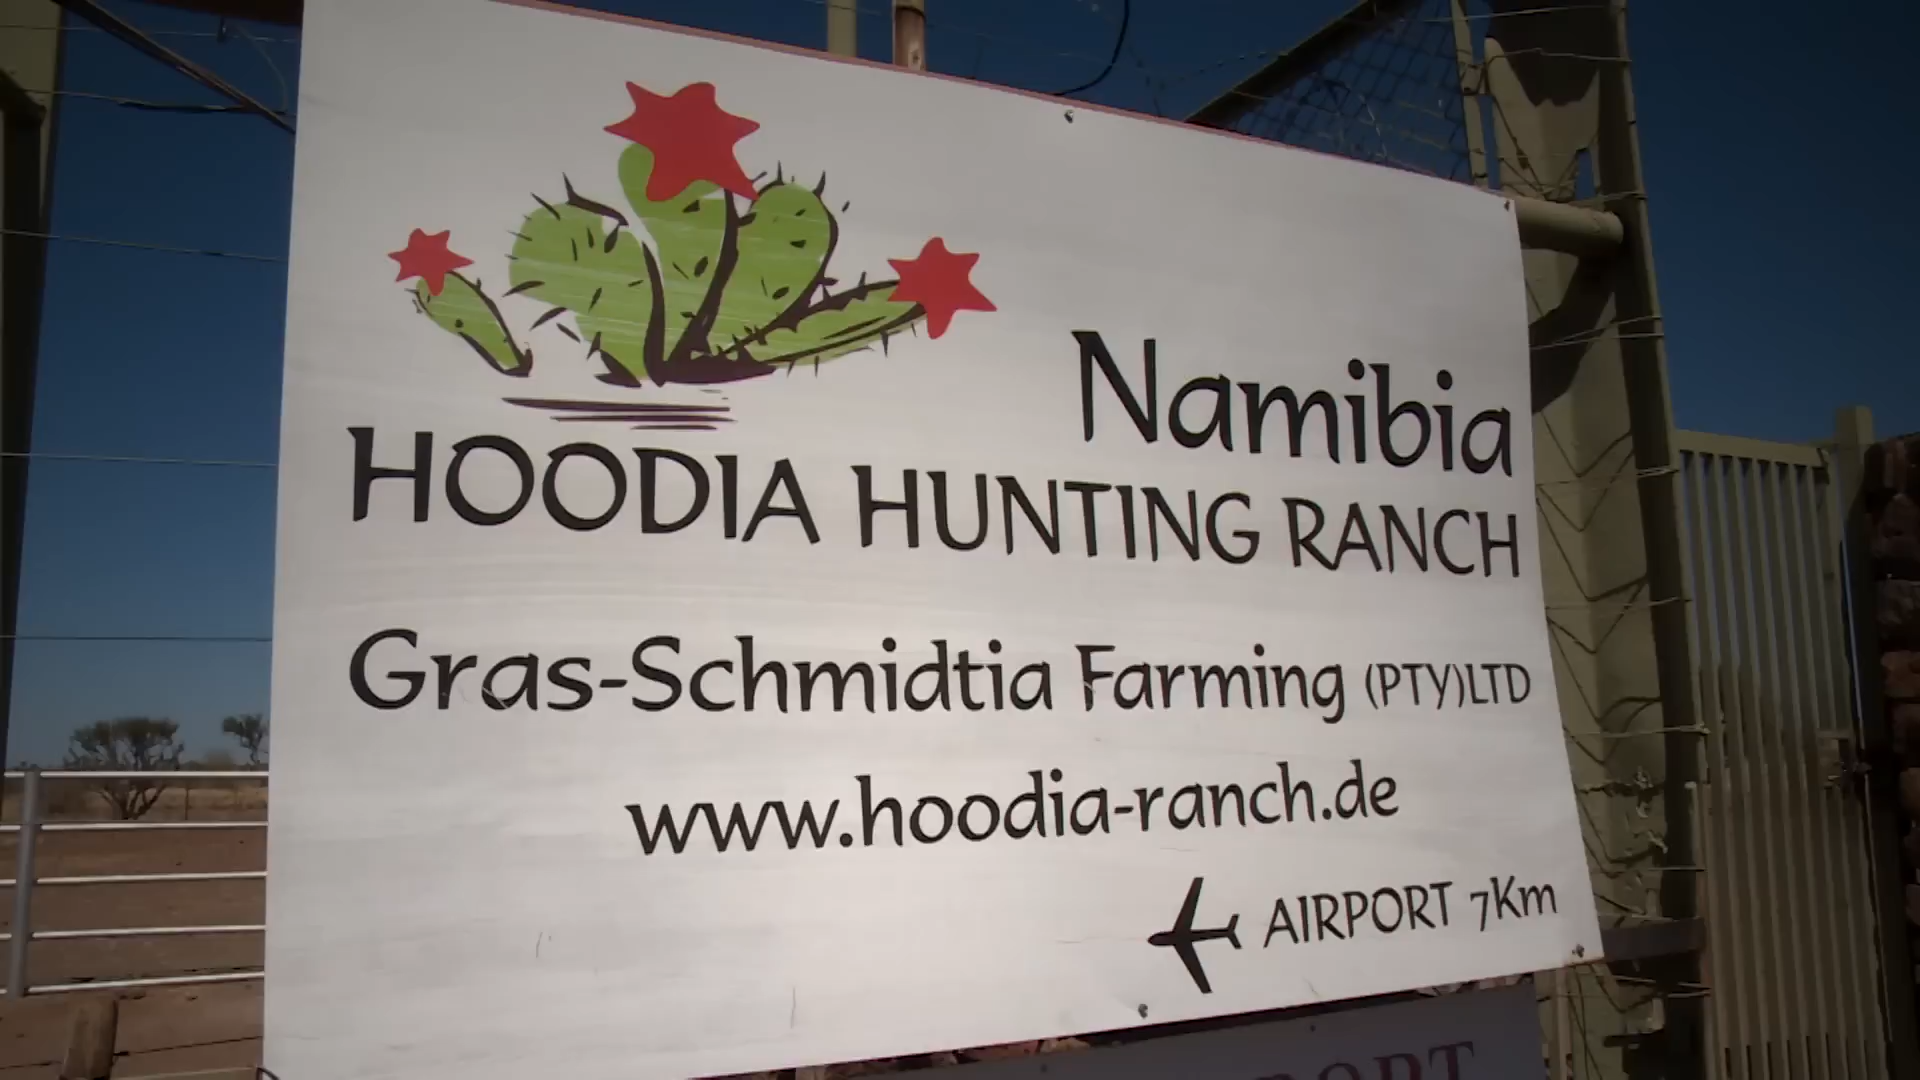 Namibia
HOODIA HUNTING RANCH
Gras-Schmidtia Farming (PTY)LTD
www.hoodia-ranch.de
AIRPORT 7Km